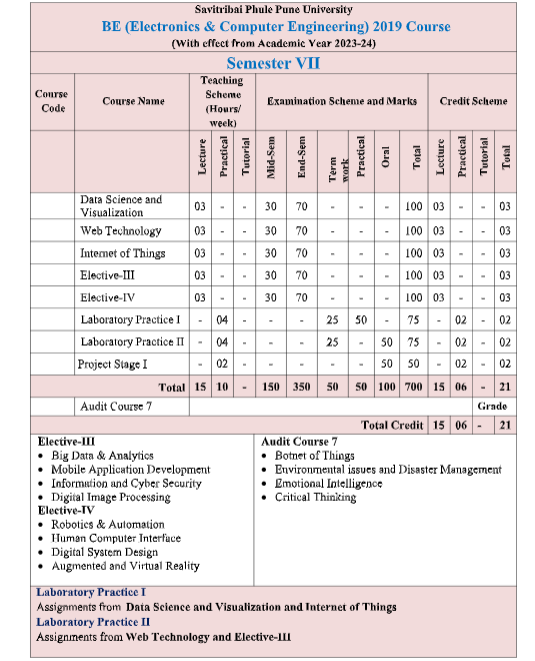 Savitribai Phule Pune University
BE (Electronics & Computer Engineering) 2019 Course
(With effect from Academic Year 2023-24)
Semester VII
Course Code Course Name Teaching Scheme (Hours/ week) Examination Scheme and Marks Credit Scheme
Lecture Practical Tutorial Mid-Sem End-Sem Term work Practical Oral Total Lecture Practical Tutorial Total
Data Science and Visualization 03 - - 30 70 - - - 100 03 - - 03
Web Technology 03 - - 30 70 - - - 100 03 - - 03
Internet of Things 03 - - 30 70 - - - 100 03 - - 03
Elective-III 03 - - 30 70 - - - 100 03 - - 03
Elective-IV 03 - - 30 70 - - - 100 03 - - 03
Laboratory Practice I - 04 - - 25 50 - 75 - 02 - 02
Laboratory Practice II - 04 - - 25 - 50 75 - 02 - 02
Project Stage I - 02 - - - - 50 50 - 02 - 02
Total 15 10 - 150 350 50 50 100 700 15 06 - 21
Audit Course 7 Grade
Total Credit 15 06 - 21
Elective-III
• Big Data & Analytics
• Mobile Application Development
• Information and Cyber Security
• Digital Image Processing
Elective-IV
• Robotics & Automation
• Human Computer Interface
• Digital System Design
• Augmented and Virtual Reality
Audit Course 7
• Botnet of Things
• Environmental issues and Disaster Management
• Emotional Intelligence
• Critical Thinking
Laboratory Practice I
Assignments from Data Science and Visualization and Internet of Things
Laboratory Practice II
Assignments from Web Technology and Elective-III